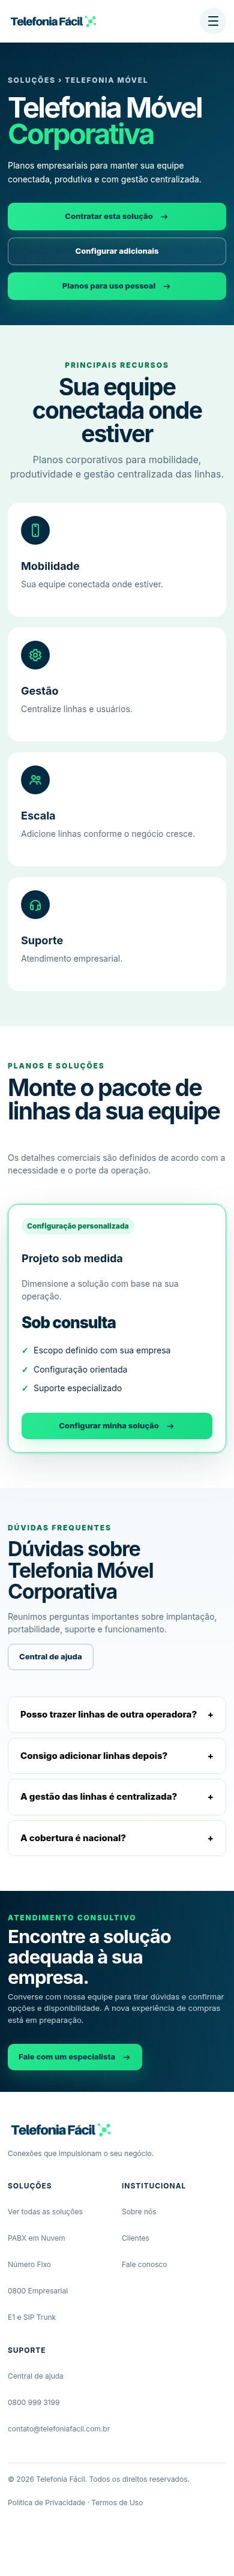 Telefonia Fácil
SOLUÇÕES › TELEFONIA MÓVEL
Telefonia Móvel
Corporativa
Planos empresariais para manter sua equipe
conectada, produtiva e com gestão centralizada.
Contratar esta solução →
Configurar adicionais
Planos para uso pessoal →
PRINCIPAIS RECURSOS
Sua equipe
conectada onde
estiver
Planos corporativos para mobilidade,
produtividade e gestão centralizada das linhas.
Mobilidade
Sua equipe conectada onde estiver.
Gestão
Centralize linhas e usuários.
Escala
Adicione linhas conforme o negócio cresce.
Suporte
Atendimento empresarial.
PLANOS E SOLUÇÕES
Monte o pacote de
linhas da sua equipe
Os detalhes comerciais são definidos de acordo com a
necessidade e o porte da operação.
Configuração personalizada
Projeto sob medida
Dimensione a solução com base na sua
operação.
Sob consulta
✓ Escopo definido com sua empresa
✓ Configuração orientada
✓ Suporte especializado
Configurar minha solução →
DÚVIDAS FREQUENTES
Dúvidas sobre
Telefonia Móvel
Corporativa
Reunimos perguntas importantes sobre implantação,
portabilidade, suporte e funcionamento.
Central de ajuda
Posso trazer linhas de outra operadora? +
Consigo adicionar linhas depois? +
A gestão das linhas é centralizada? +
A cobertura é nacional? +
ATENDIMENTO CONSULTIVO
Encontre a solução
adequada à sua
empresa.
Converse com nossa equipe para tirar dúvidas e confirmar
opções e disponibilidade. A nova experiência de compras
está em preparação.
Fale com um especialista →
Telefonia Fácil
Conexões que impulsionam o seu negócio.
SOLUÇÕES
Ver todas as soluções
PABX em Nuvem
Número Fixo
0800 Empresarial
E1 e SIP Trunk
INSTITUCIONAL
Sobre nós
Clientes
Fale conosco
SUPORTE
Central de ajuda
0800 999 3199
contato@telefoniafacil.com.br
© 2026 Telefonia Fácil. Todos os direitos reservados.
Política de Privacidade · Termos de Uso